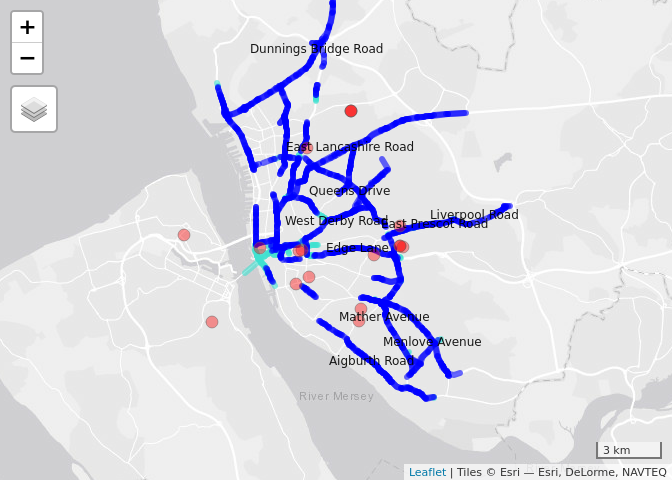 +
−
Dunnings Bridge Road
East Lancashire Road
Queens Drive
Liverpool Road
West Derby Road
East Prescot Road
Edge Lane
Mather Avenue
Menlove Avenue
Aigburth Road
River Mersey
3 km
Leaflet | Tiles © Esri — Esri, DeLorme, NAVTEQ